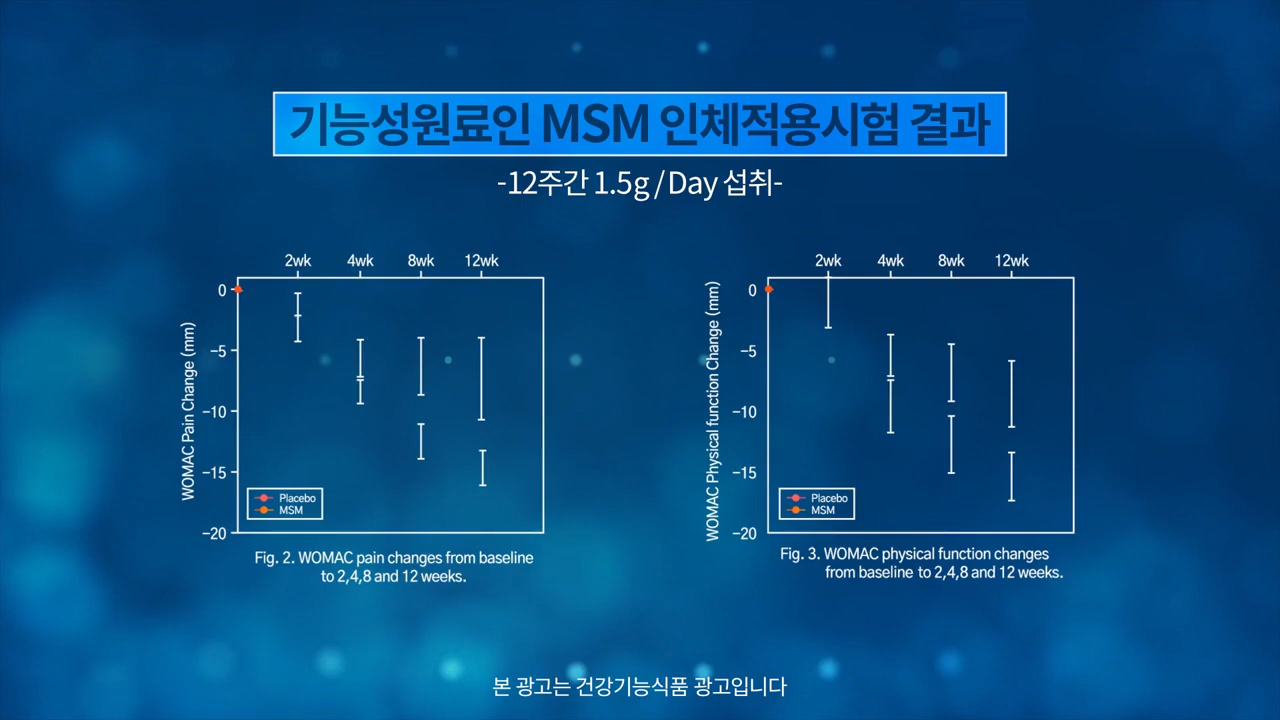 기능성원료인 MSM 인체적용시험 결과
-12주간 1.5g/Day 섭취-
2wk 4wk 8wk 12wk
0
−5
−10
−15
−20
WOMAC Pain Change (mm)
Placebo
MSM
Fig. 2. WOMAC pain changes from baseline
to 2,4,8 and 12 weeks.
2wk 4wk 8wk 12wk
0
−5
−10
−15
−20
WOMAC Physical function Change (mm)
Placebo
MSM
Fig. 3. WOMAC physical function changes
from baseline to 2,4,8 and 12 weeks.
본 광고는 건강기능식품 광고입니다